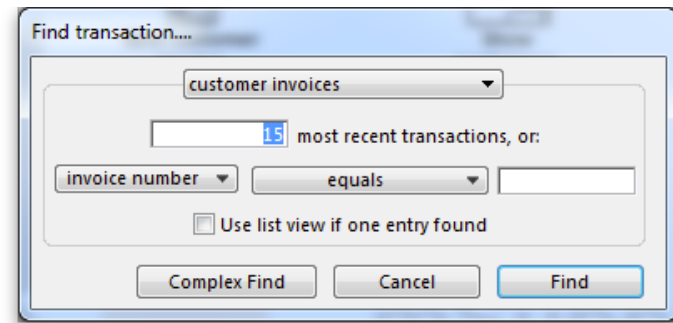 Find transaction....
customer invoices
15 most recent transactions, or:
invoice number equals
Use list view if one entry found
Complex Find Cancel Find